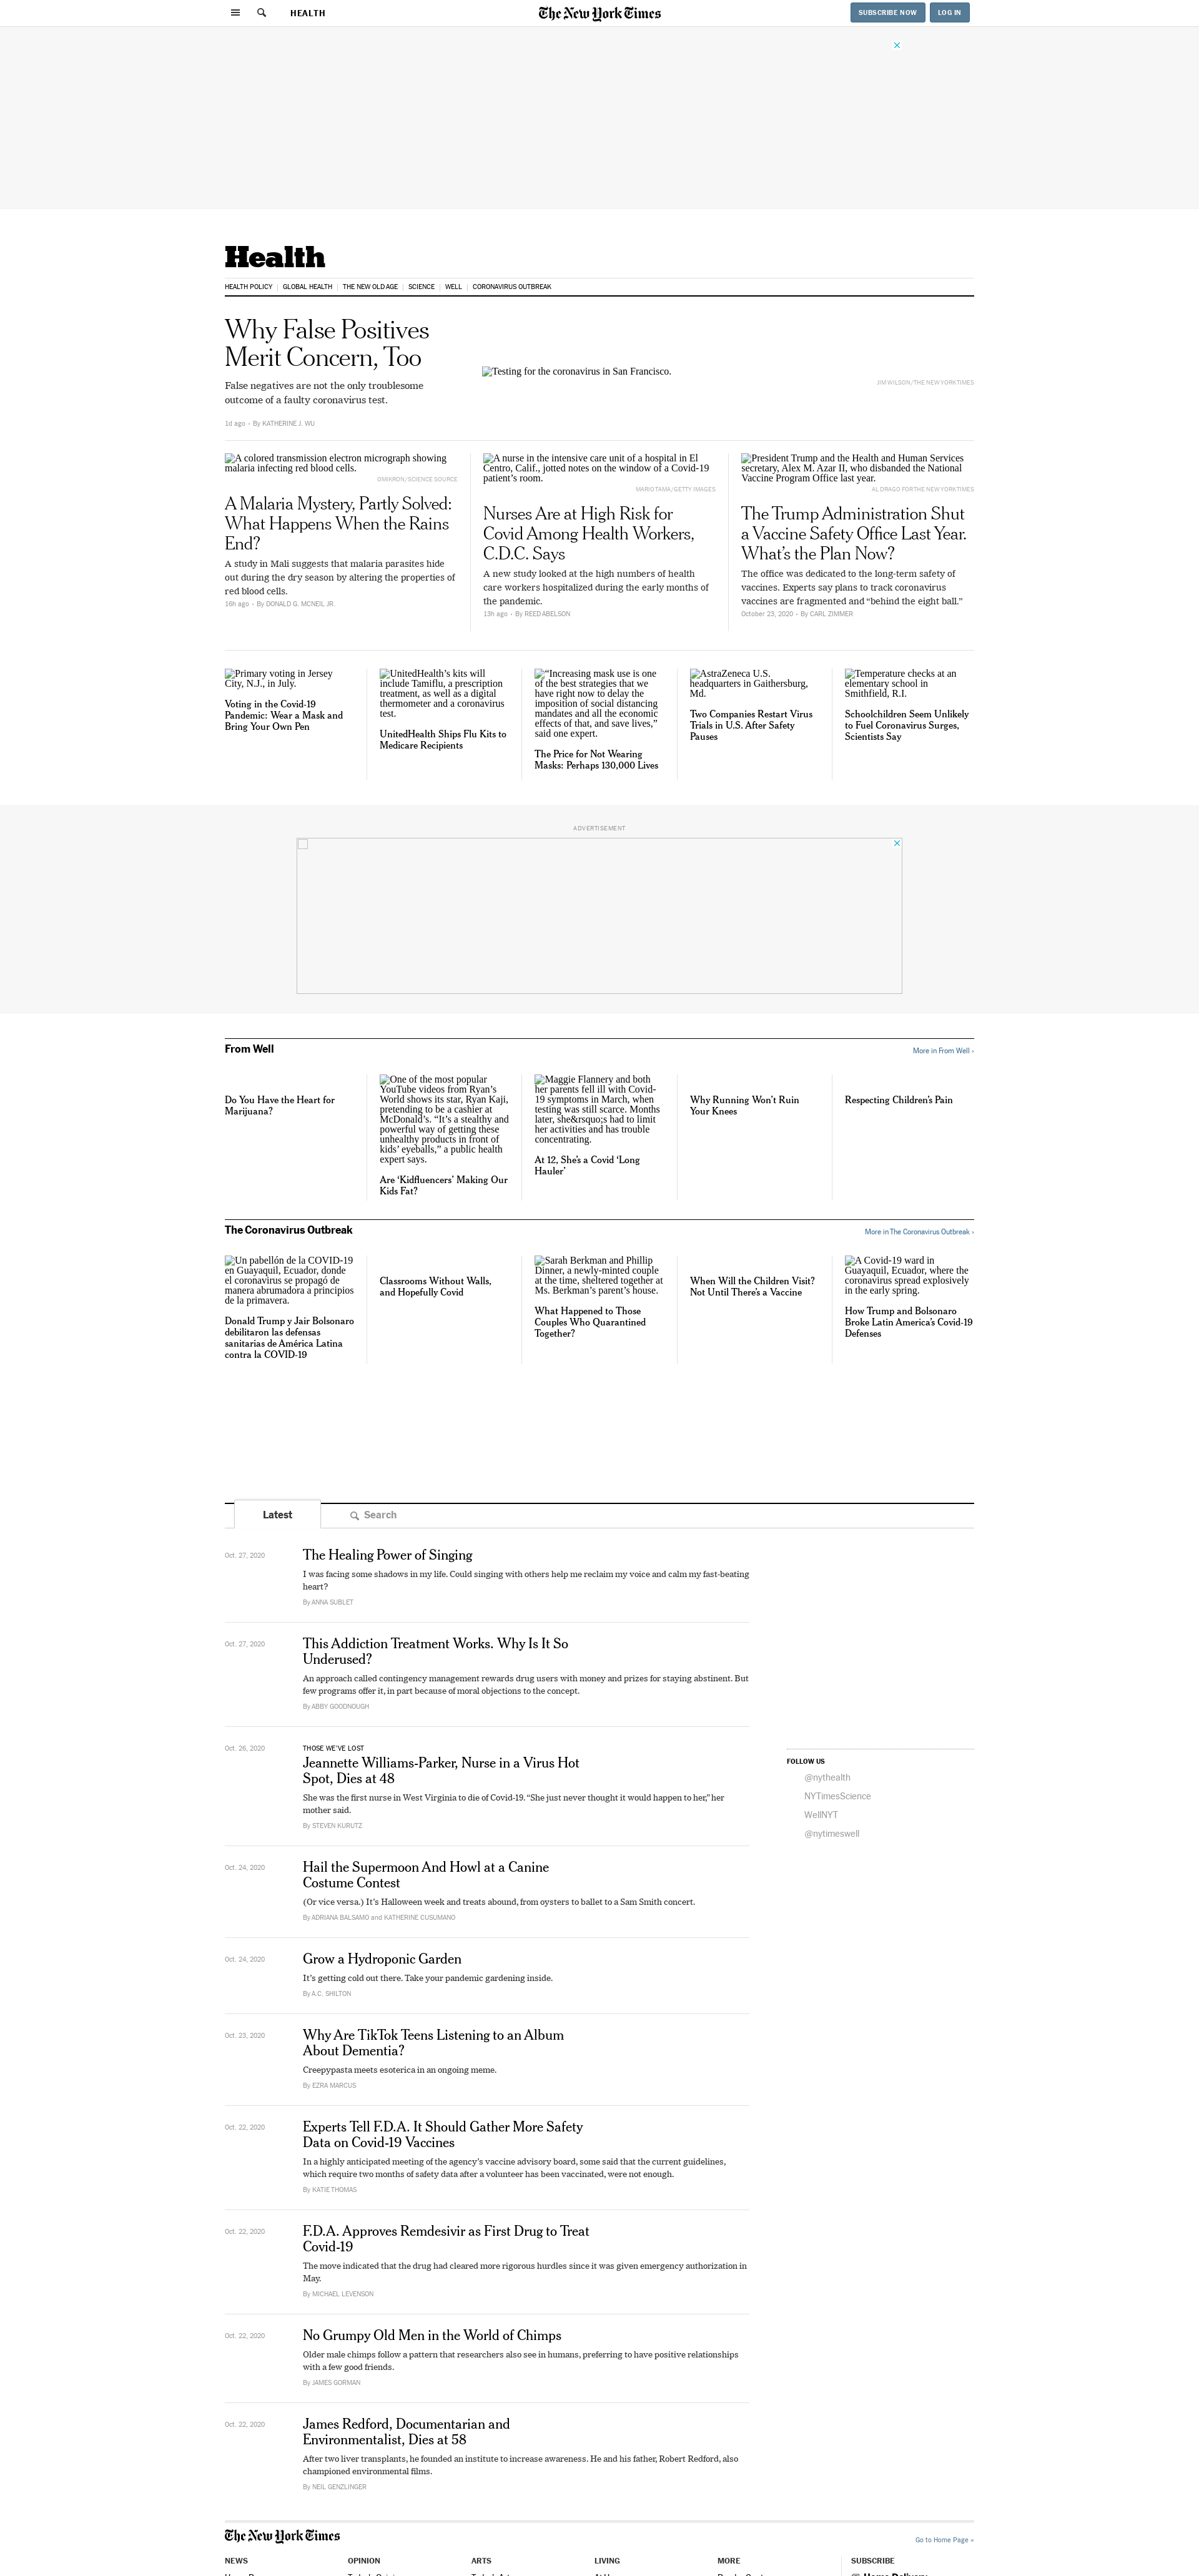 HEALTH
The New York Times
SUBSCRIBE NOW
LOG IN
Health
HEALTH POLICY
GLOBAL HEALTH
THE NEW OLD AGE
SCIENCE
WELL
CORONAVIRUS OUTBREAK
Why False Positives
Merit Concern, Too
False negatives are not the only troublesome
outcome of a faulty coronavirus test.
1d ago - By KATHERINE J. WU
Testing for the coronavirus in San Francisco.
JIM WILSON/THE NEW YORK TIMES
A colored transmission electron micrograph showing
malaria infecting red blood cells.
OMIKRON/SCIENCE SOURCE
A Malaria Mystery, Partly Solved:
What Happens When the Rains
End?
A study in Mali suggests that malaria parasites hide
out during the dry season by altering the properties of
red blood cells.
16h ago - By DONALD G. MCNEIL JR.
A nurse in the intensive care unit of a hospital in El
Centro, Calif., jotted notes on the window of a Covid-19
patient's room.
MARIO TAMA/GETTY IMAGES
Nurses Are at High Risk for
Covid Among Health Workers,
C.D.C. Says
A new study looked at the high numbers of health
care workers hospitalized during the early months of
the pandemic.
13h ago - By REED ABELSON
President Trump and the Health and Human Services
secretary, Alex M. Azar II, who disbanded the National
Vaccine Program Office last year.
AL DRAGO FOR THE NEW YORK TIMES
The Trump Administration Shut
a Vaccine Safety Office Last Year.
What's the Plan Now?
The office was dedicated to the long-term safety of
vaccines. Experts say plans to track coronavirus
vaccines are fragmented and “behind the eight ball.”
October 23, 2020 - By CARL ZIMMER
Primary voting in Jersey
City, N.J., in July.
Voting in the Covid-19
Pandemic: Wear a Mask and
Bring Your Own Pen
UnitedHealth's kits will
include Tamiflu, a prescription
treatment, as well as a digital
thermometer and a coronavirus
test.
UnitedHealth Ships Flu Kits to
Medicare Recipients
“Increasing mask use is one
of the best strategies that we
have right now to delay the
imposition of social distancing
mandates and all the economic
effects of that, and save lives,”
said one expert.
The Price for Not Wearing
Masks: Perhaps 130,000 Lives
AstraZeneca U.S.
headquarters in Gaithersburg,
Md.
Two Companies Restart Virus
Trials in U.S. After Safety
Pauses
Temperature checks at an
elementary school in
Smithfield, R.I.
Schoolchildren Seem Unlikely
to Fuel Coronavirus Surges,
Scientists Say
ADVERTISEMENT
From Well
More in From Well »
Do You Have the Heart for
Marijuana?
One of the most popular
YouTube videos from Ryan's
World shows its star, Ryan Kaji,
pretending to be a cashier at
McDonald's. “It's a stealthy and
powerful way of getting these
unhealthy products in front of
kids' eyeballs,” a public health
expert says.
Are ‘Kidfluencers’ Making Our
Kids Fat?
Maggie Flannery and both
her parents fell ill with Covid-
19 symptoms in March, when
testing was still scarce. Months
later, she&rsquo;s had to limit
her activities and has trouble
concentrating.
At 12, She's a Covid ‘Long
Hauler’
Why Running Won't Ruin
Your Knees
Respecting Children's Pain
The Coronavirus Outbreak
More in The Coronavirus Outbreak »
Un pabellón de la COVID-19
en Guayaquil, Ecuador, donde
el coronavirus se propagó de
manera abrumadora a principios
de la primavera.
Donald Trump y Jair Bolsonaro
debilitaron las defensas
sanitarias de América Latina
contra la COVID-19
Classrooms Without Walls,
and Hopefully Covid
Sarah Berkman and Phillip
Dinner, a newly-minted couple
at the time, sheltered together at
Ms. Berkman's parent's house.
What Happened to Those
Couples Who Quarantined
Together?
When Will the Children Visit?
Not Until There's a Vaccine
A Covid-19 ward in
Guayaquil, Ecuador, where the
coronavirus spread explosively
in the early spring.
How Trump and Bolsonaro
Broke Latin America's Covid-19
Defenses
Latest
Search
Oct. 27, 2020
The Healing Power of Singing
I was facing some shadows in my life. Could singing with others help me reclaim my voice and calm my fast-beating
heart?
By ANNA SUBLET
Oct. 27, 2020
This Addiction Treatment Works. Why Is It So
Underused?
An approach called contingency management rewards drug users with money and prizes for staying abstinent. But
few programs offer it, in part because of moral objections to the concept.
By ABBY GOODNOUGH
Oct. 26, 2020
THOSE WE'VE LOST
Jeannette Williams-Parker, Nurse in a Virus Hot
Spot, Dies at 48
She was the first nurse in West Virginia to die of Covid-19. “She just never thought it would happen to her,” her
mother said.
By STEVEN KURUTZ
FOLLOW US
@nythealth
NYTimesScience
WellNYT
@nytimeswell
Oct. 24, 2020
Hail the Supermoon And Howl at a Canine
Costume Contest
(Or vice versa.) It's Halloween week and treats abound, from oysters to ballet to a Sam Smith concert.
By ADRIANA BALSAMO and KATHERINE CUSUMANO
Oct. 24, 2020
Grow a Hydroponic Garden
It's getting cold out there. Take your pandemic gardening inside.
By A.C. SHILTON
Oct. 23, 2020
Why Are TikTok Teens Listening to an Album
About Dementia?
Creepypasta meets esoterica in an ongoing meme.
By EZRA MARCUS
Oct. 22, 2020
Experts Tell F.D.A. It Should Gather More Safety
Data on Covid-19 Vaccines
In a highly anticipated meeting of the agency's vaccine advisory board, some said that the current guidelines,
which require two months of safety data after a volunteer has been vaccinated, were not enough.
By KATIE THOMAS
Oct. 22, 2020
F.D.A. Approves Remdesivir as First Drug to Treat
Covid-19
The move indicated that the drug had cleared more rigorous hurdles since it was given emergency authorization in
May.
By MICHAEL LEVENSON
Oct. 22, 2020
No Grumpy Old Men in the World of Chimps
Older male chimps follow a pattern that researchers also see in humans, preferring to have positive relationships
with a few good friends.
By JAMES GORMAN
Oct. 22, 2020
James Redford, Documentarian and
Environmentalist, Dies at 58
After two liver transplants, he founded an institute to increase awareness. He and his father, Robert Redford, also
championed environmental films.
By NEIL GENZLINGER
The New York Times
Go to Home Page »
NEWS
OPINION
ARTS
LIVING
MORE
SUBSCRIBE